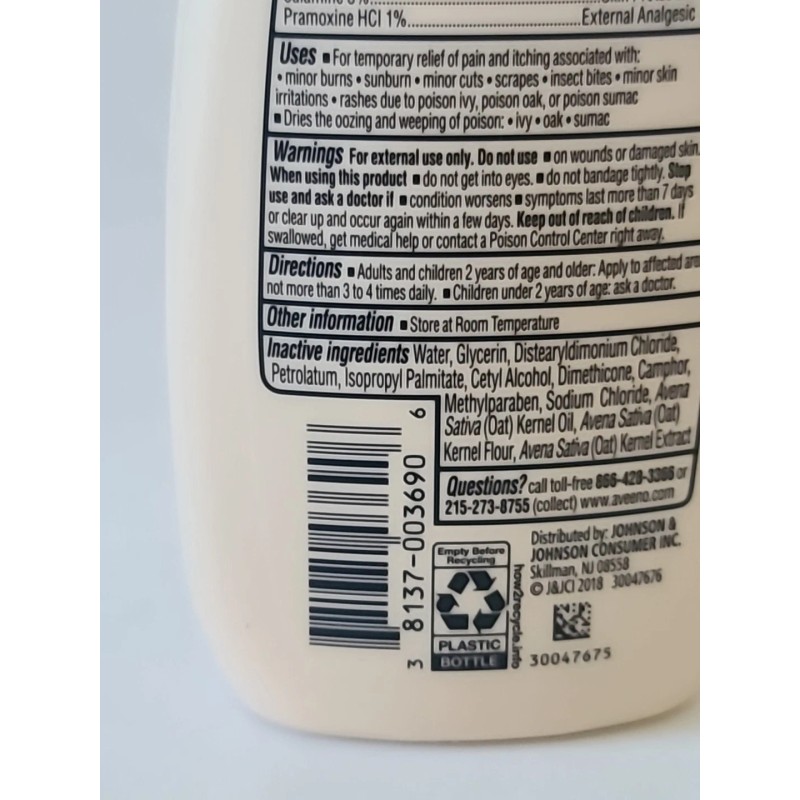 Pramoxine HCl 1%..............................External Analgesic
Uses ■ For temporary relief of pain and itching associated with:
• minor burns • sunburn • minor cuts • scrapes • insect bites • minor skin
irritations • rashes due to poison ivy, poison oak, or poison sumac
■ Dries the oozing and weeping of poison: • ivy • oak • sumac
Warnings For external use only. Do not use ■ on wounds or damaged skin.
When using this product ■ do not get into eyes. ■ do not bandage tightly. Stop
use and ask a doctor if ■ condition worsens ■ symptoms last more than 7 days
or clear up and occur again within a few days. Keep out of reach of children. If
swallowed, get medical help or contact a Poison Control Center right away.
Directions ■ Adults and children 2 years of age and older: Apply to affected
not more than 3 to 4 times daily. ■ Children under 2 years of age: ask a doctor.
Other information ■ Store at Room Temperature
Inactive ingredients Water, Glycerin, Distearyldimonium Chloride,
Petrolatum, Isopropyl Palmitate, Cetyl Alcohol, Dimethicone, Camphor,
Methylparaben, Sodium Chloride, Avena
Sativa (Oat) Kernel Oil, Avena Sativa (Oat)
Kernel Flour, Avena Sativa (Oat) Kernel Extract
Questions? call toll-free 866-428-3366 or
215-273-8755 (collect) www.aveeno.com
3 8137-003690 6
Empty Before
Recycling
PLASTIC
BOTTLE
how2recycle.info
Distributed by: JOHNSON &
JOHNSON CONSUMER INC.
Skillman, NJ 08558
© J&JCI 2018 30047676
30047675